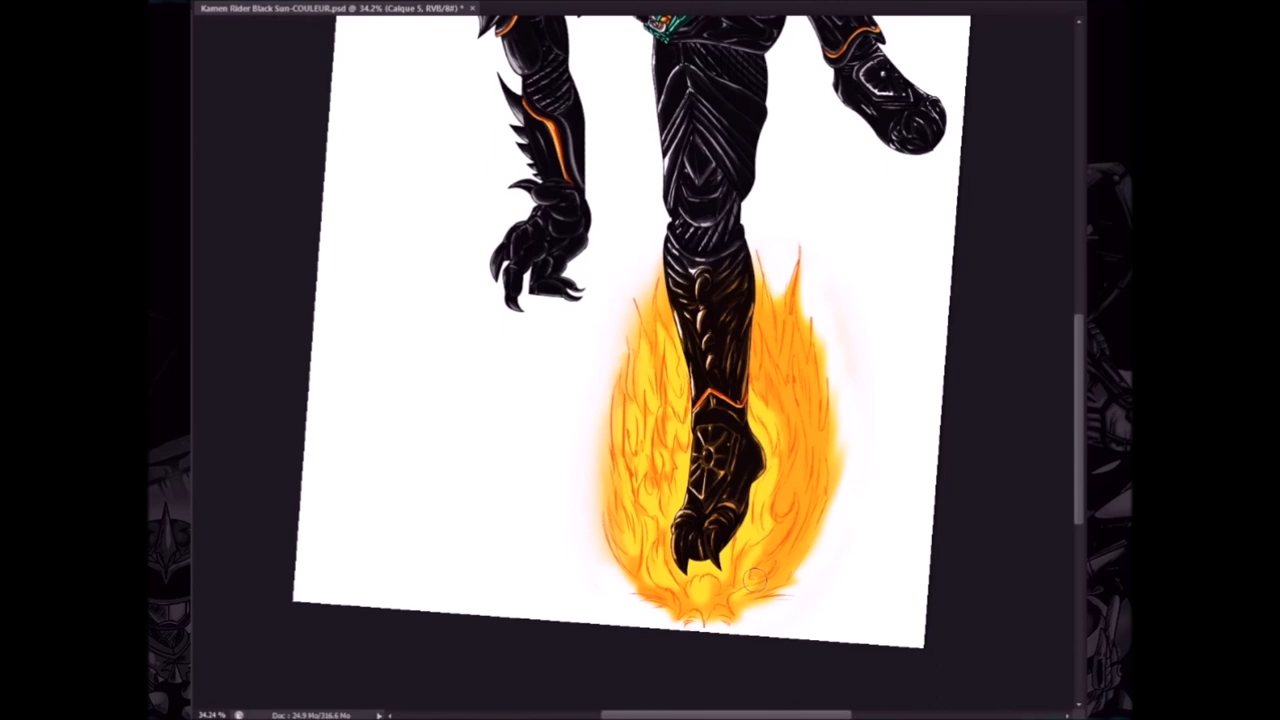 Kamen Rider Black Sun-COULEUR.psd @ 34.2% (Calque 5, RVB/8#) * ×
34.24 % Doc : 24.9 Mo/316.6 Mo